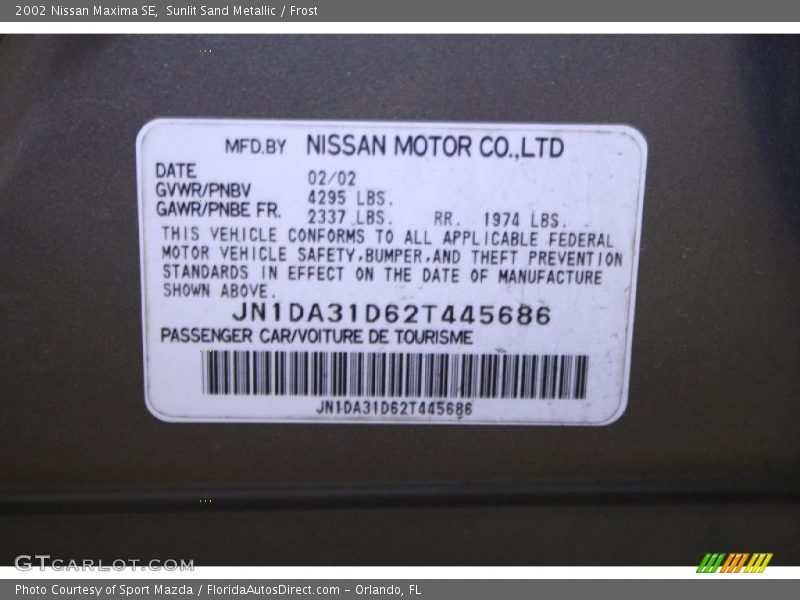 2002 Nissan Maxima SE,  Sunlit Sand Metallic / Frost
MFD.BY NISSAN MOTOR CO.,LTD
DATE 02/02
GVWR/PNBV 4295 LBS.
GAWR/PNBE FR. 2337 LBS. RR. 1974 LBS.
THIS VEHICLE CONFORMS TO ALL APPLICABLE FEDERAL
MOTOR VEHICLE SAFETY,BUMPER,AND THEFT PREVENTION
STANDARDS IN EFFECT ON THE DATE OF MANUFACTURE
SHOWN ABOVE.
JN1DA31D62T445686
PASSENGER CAR/VOITURE DE TOURISME
JN1DA31D62T445686
GTCARLOT.COM
Photo Courtesy of Sport Mazda / FloridaAutosDirect.com - Orlando, FL